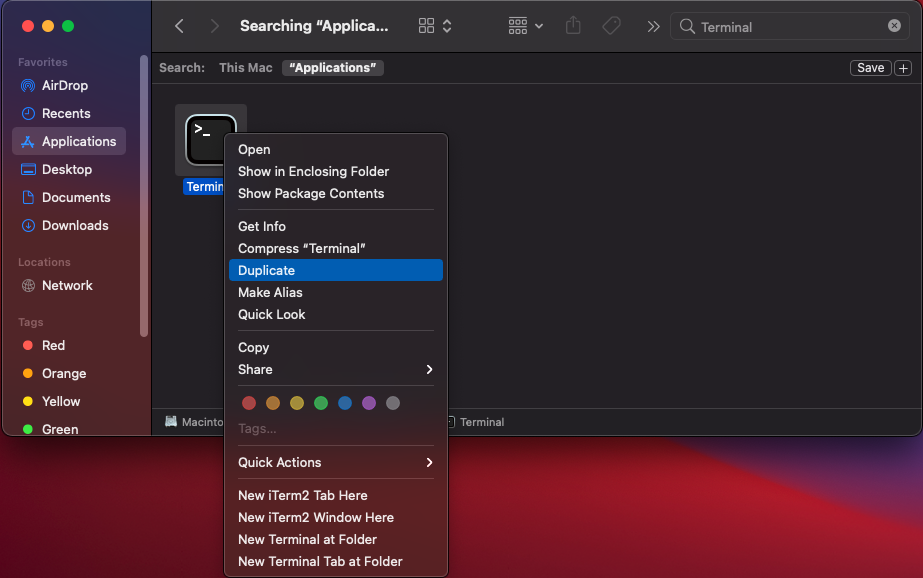 Searching “Applica...
Terminal
Search: This Mac “Applications”
Save
Favorites
AirDrop
Recents
Applications
Desktop
Documents
Downloads
Locations
Network
Tags
Red
Orange
Yellow
Green
>_
Termin
Open
Show in Enclosing Folder
Show Package Contents
Get Info
Compress “Terminal”
Duplicate
Make Alias
Quick Look
Copy
Share
Tags...
Quick Actions
New iTerm2 Tab Here
New iTerm2 Window Here
New Terminal at Folder
New Terminal Tab at Folder
Macinto
Terminal